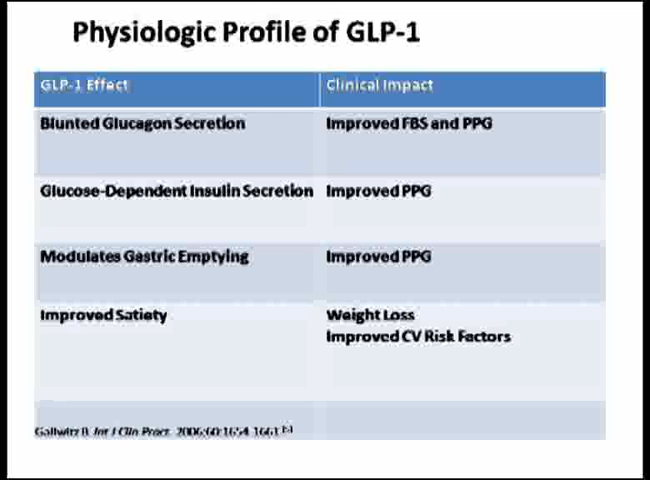 Physiologic Profile of GLP-1
GLP-1 Effect Clinical Impact
Blunted Glucagon Secretion Improved FBS and PPG
Glucose-Dependent Insulin Secretion Improved PPG
Modulates Gastric Emptying Improved PPG
Improved Satiety Weight Loss
Improved CV Risk Factors
Gallwitz B. Int J Clin Pract. 2006;60:1654-1661